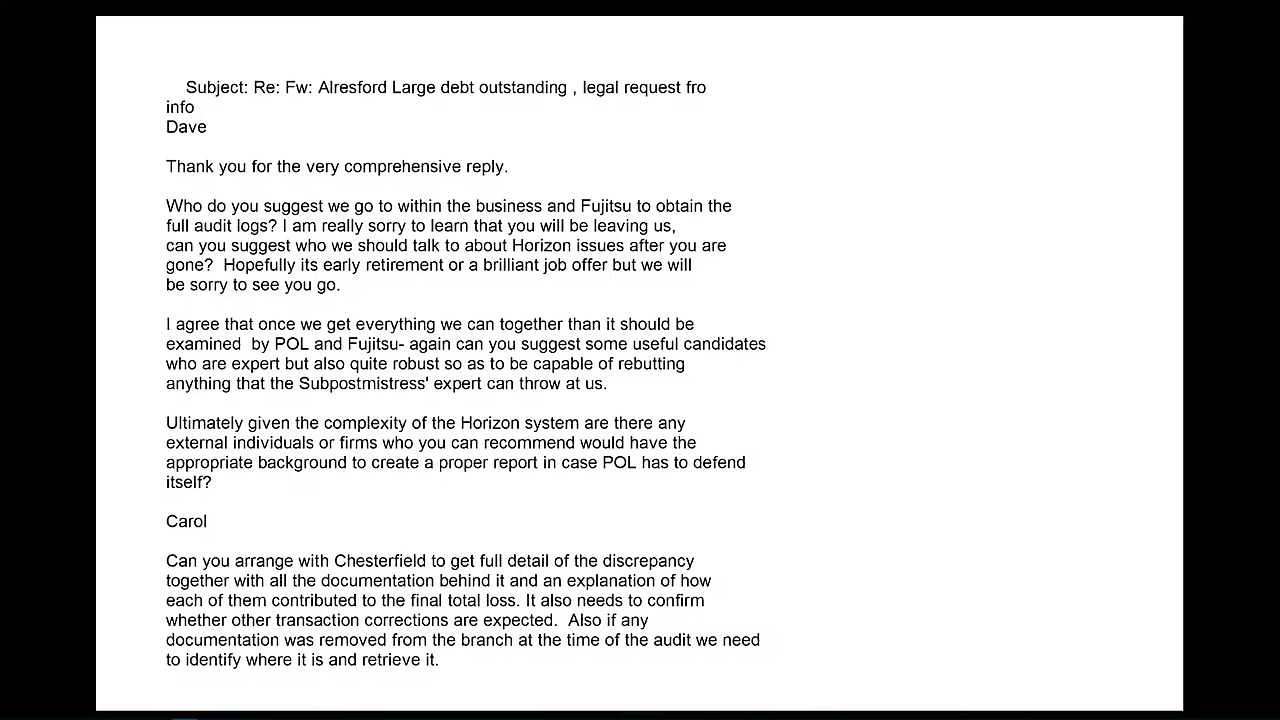 Subject: Re: Fw: Alresford Large debt outstanding , legal request fro
info
Dave
Thank you for the very comprehensive reply.
Who do you suggest we go to within the business and Fujitsu to obtain the
full audit logs? I am really sorry to learn that you will be leaving us,
can you suggest who we should talk to about Horizon issues after you are
gone?  Hopefully its early retirement or a brilliant job offer but we will
be sorry to see you go.
I agree that once we get everything we can together than it should be
examined  by POL and Fujitsu- again can you suggest some useful candidates
who are expert but also quite robust so as to be capable of rebutting
anything that the Subpostmistress' expert can throw at us.
Ultimately given the complexity of the Horizon system are there any
external individuals or firms who you can recommend would have the
appropriate background to create a proper report in case POL has to defend
itself?
Carol
Can you arrange with Chesterfield to get full detail of the discrepancy
together with all the documentation behind it and an explanation of how
each of them contributed to the final total loss. It also needs to confirm
whether other transaction corrections are expected.  Also if any
documentation was removed from the branch at the time of the audit we need
to identify where it is and retrieve it.